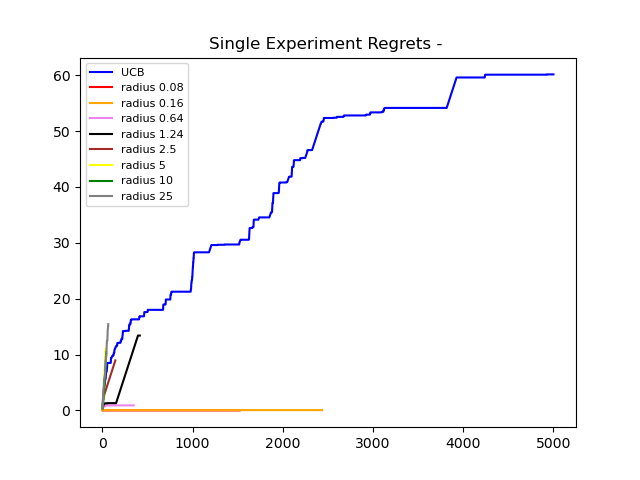 Single Experiment Regrets -
UCB
radius 0.08
radius 0.16
radius 0.64
radius 1.24
radius 2.5
radius 5
radius 10
radius 25
60
50
40
30
20
10
0
0 1000 2000 3000 4000 5000